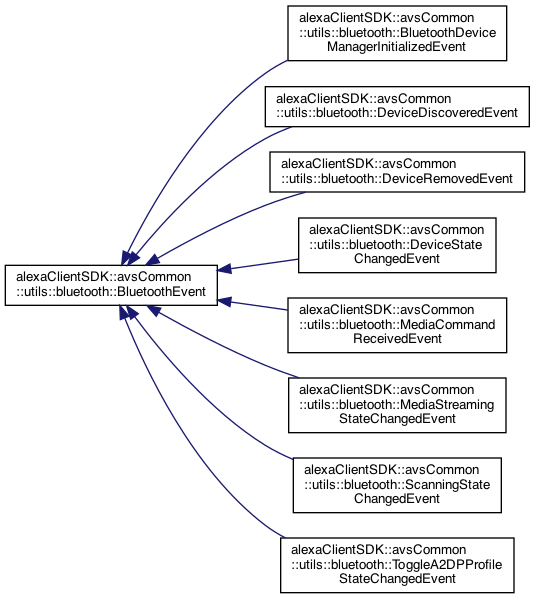 alexaClientSDK::avsCommon
::utils::bluetooth::BluetoothDevice
ManagerInitializedEvent
alexaClientSDK::avsCommon
::utils::bluetooth::DeviceDiscoveredEvent
alexaClientSDK::avsCommon
::utils::bluetooth::DeviceRemovedEvent
alexaClientSDK::avsCommon
::utils::bluetooth::DeviceState
ChangedEvent
alexaClientSDK::avsCommon
::utils::bluetooth::BluetoothEvent
alexaClientSDK::avsCommon
::utils::bluetooth::MediaCommand
ReceivedEvent
alexaClientSDK::avsCommon
::utils::bluetooth::MediaStreaming
StateChangedEvent
alexaClientSDK::avsCommon
::utils::bluetooth::ScanningState
ChangedEvent
alexaClientSDK::avsCommon
::utils::bluetooth::ToggleA2DPProfile
StateChangedEvent